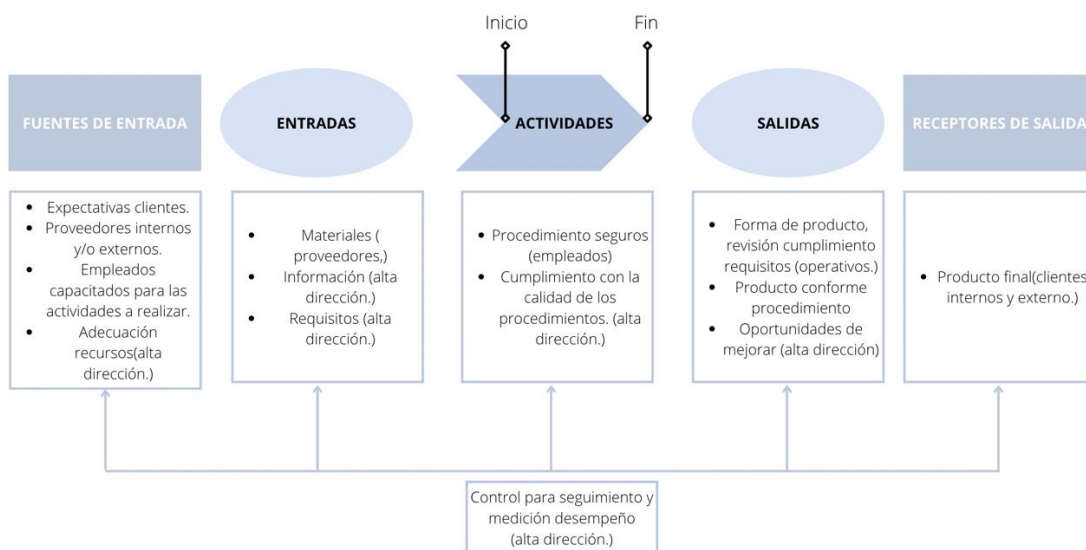 Inicio
Fin
FUENTES DE ENTRADA
ENTRADAS
ACTIVIDADES
SALIDAS
RECEPTORES DE SALIDA
• Expectativas clientes.
• Proveedores internos
y/o externos.
• Empleados
capacitados para las
actividades a realizar.
• Adecuación
recursos(alta
dirección.)
• Materiales (
proveedores,)
• Información (alta
dirección.)
• Requisitos (alta
dirección.)
• Procedimiento seguros
(empleados)
• Cumplimiento con la
calidad de los
procedimientos. (alta
dirección.)
• Forma de producto,
revisión cumplimiento
requisitos (operativos.)
• Producto conforme
procedimiento
• Oportunidades de
mejorar (alta dirección)
• Producto final(clientes
internos y externo.)
Control para seguimiento y
medición desempeño
(alta dirección.)